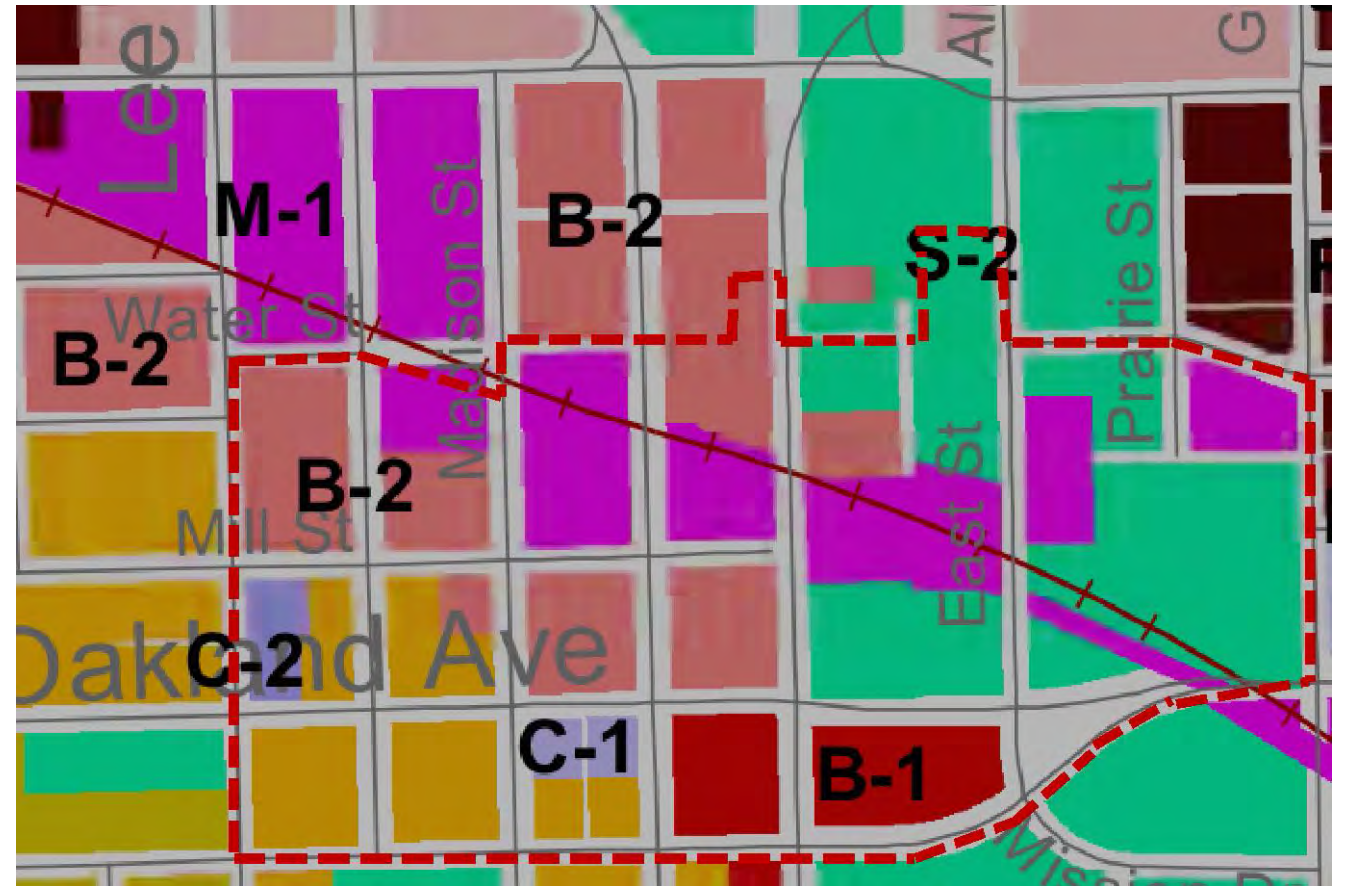 Lee
Al
G
M-1
Madison St
B-2
S-2
Prairie St
Water St
B-2
B-2
Mill St
East St
C-2
Oakland Ave
C-1
B-1